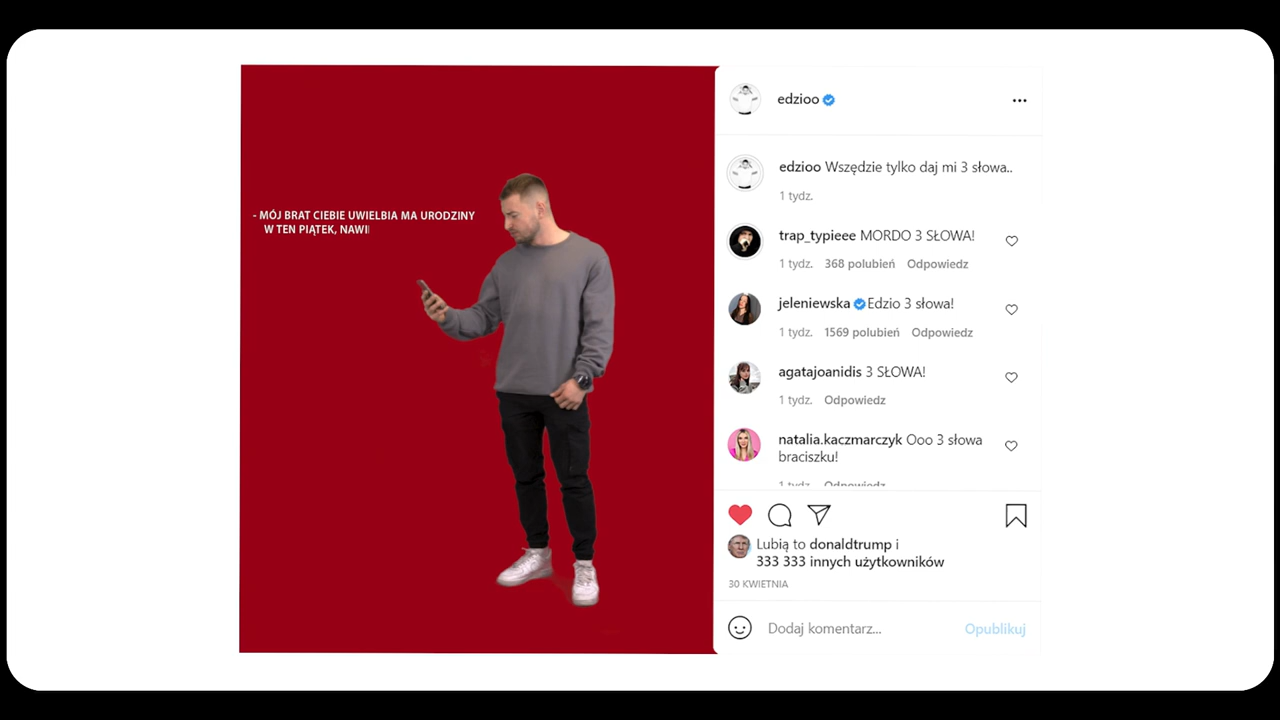 - MÓJ BRAT CIEBIE UWIELBIA MA URODZINY
W TEN PIĄTEK, NAWI
edzioo
edzioo Wszędzie tylko daj mi 3 słowa..
1 tydz.
trap_typieee MORDO 3 SŁOWA!
1 tydz. 368 polubień Odpowiedz
jeleniewska Edzio 3 słowa!
1 tydz. 1569 polubień Odpowiedz
agatajoanidis 3 SŁOWA!
1 tydz. Odpowiedz
natalia.kaczmarczyk Ooo 3 słowa
braciszku!
1 tydz. Odpowiedz
Lubią to donaldtrump i
333 333 innych użytkowników
30 KWIETNIA
Dodaj komentarz... Opublikuj